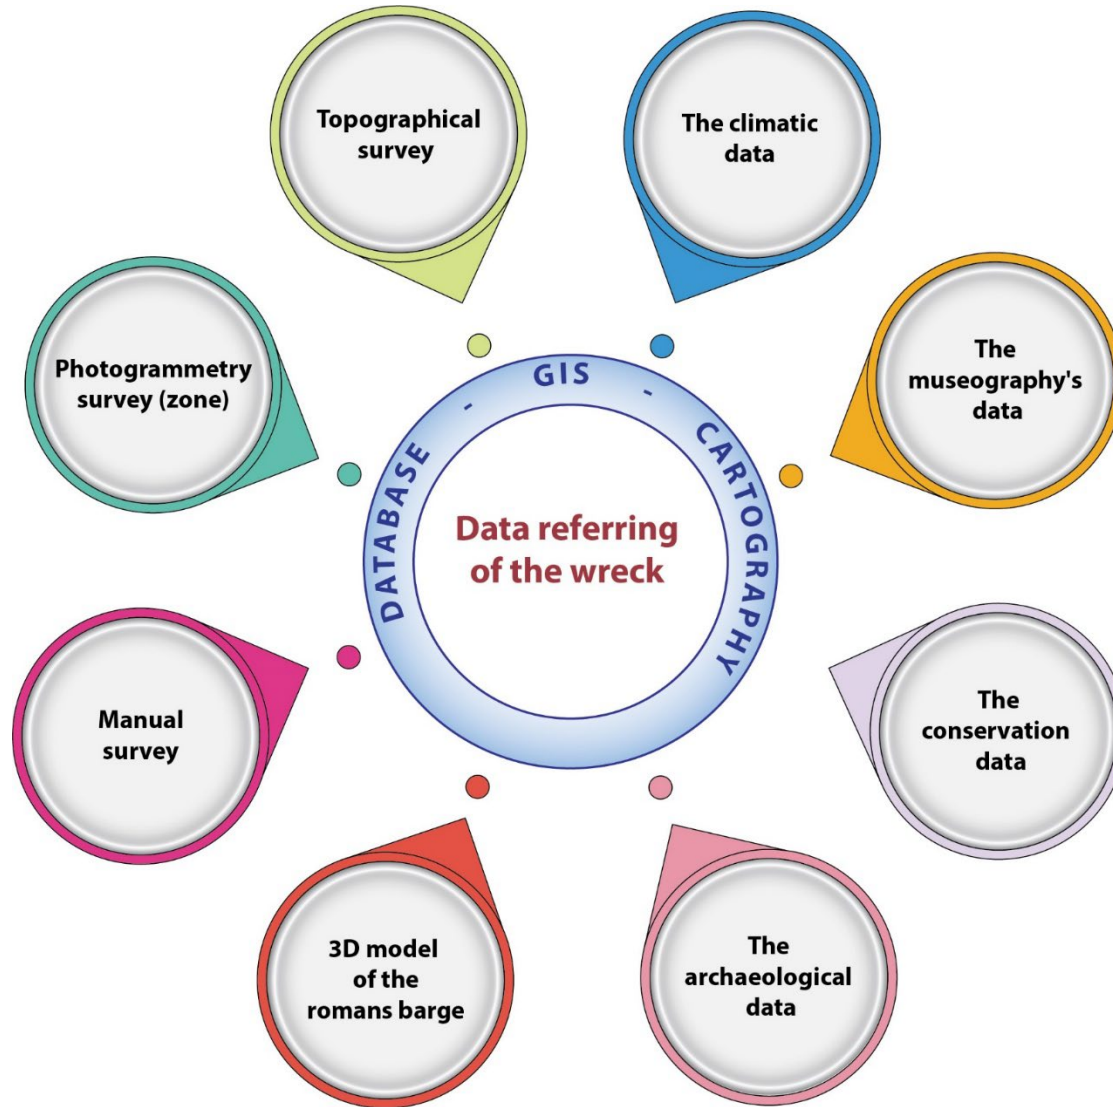 Topographical
survey
The climatic
data
Photogrammetry
survey (zone)
The
museography's
data
DATABASE - GIS - CARTOGRAPHY
Data referring
of the wreck
Manual
survey
The
conservation
data
3D model
of the
romans barge
The
archaeological
data